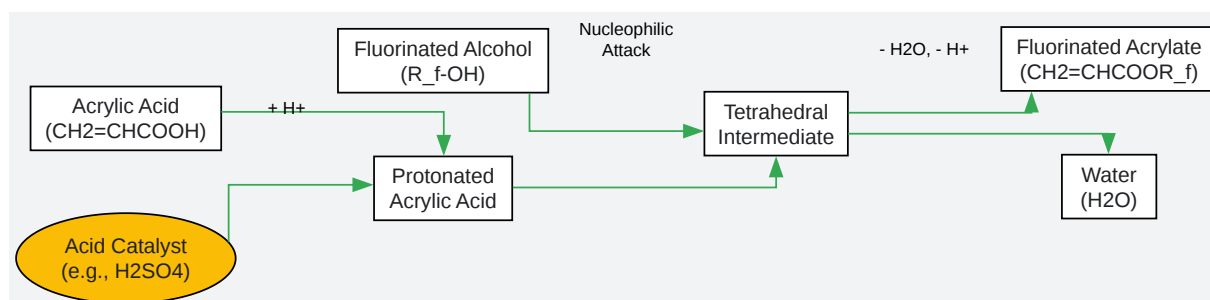 Acrylic Acid
(CH2=CHCOOH)
+ H+
Fluorinated Alcohol
(R_f-OH)
Nucleophilic
Attack
- H2O, - H+
Fluorinated Acrylate
(CH2=CHCOOR_f)
Tetrahedral
Intermediate
Protonated
Acrylic Acid
Water
(H2O)
Acid Catalyst
(e.g., H2SO4)